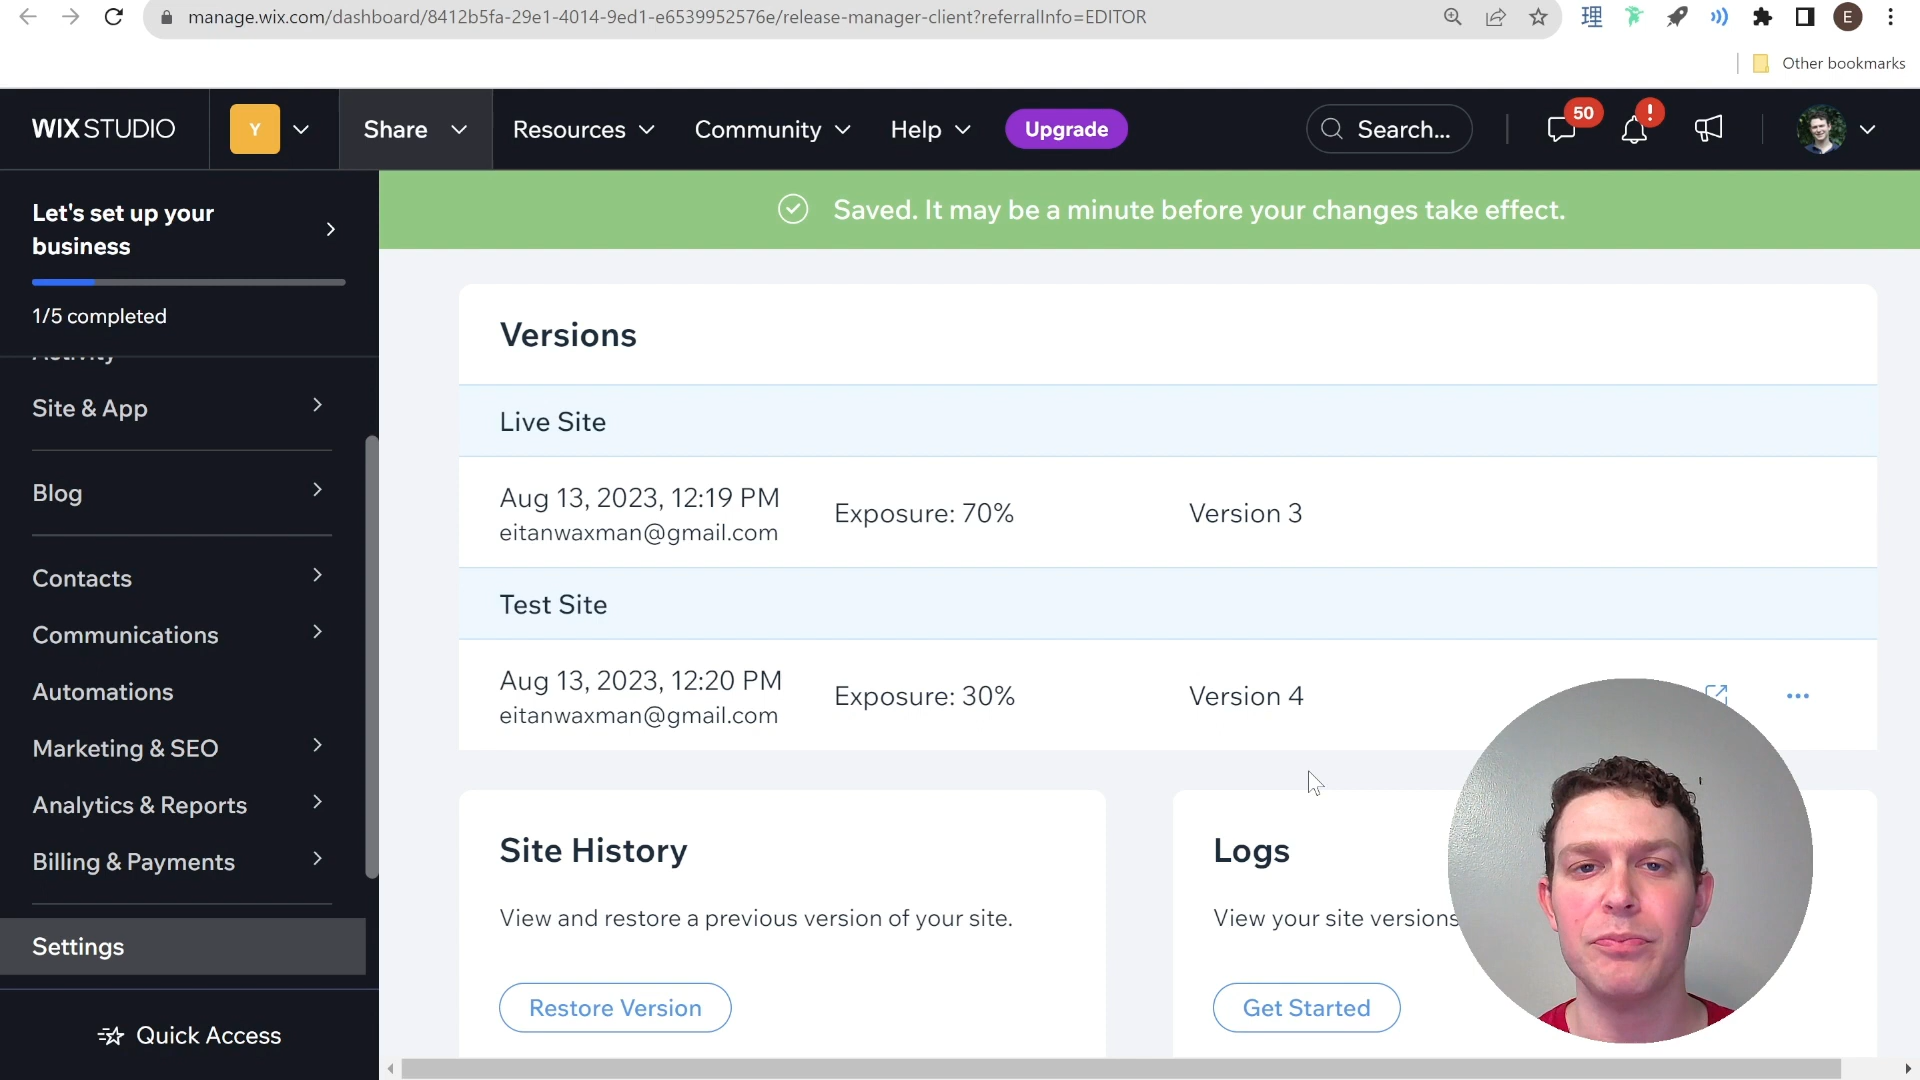 manage.wix.com/dashboard/8412b5fa-29e1-4014-9ed1-e6539952576e/release-manager-client?referralInfo=EDITOR
理
E
Other bookmarks
WIX STUDIO
Y
Share
Resources
Community
Help
Upgrade
Search...
50
!
Let's set up your
business
1/5 completed
Activity
Site & App
Blog
Contacts
Communications
Automations
Marketing & SEO
Analytics & Reports
Billing & Payments
Settings
Quick Access
Saved. It may be a minute before your changes take effect.
Versions
Live Site
Aug 13, 2023, 12:19 PM
eitanwaxman@gmail.com
Exposure: 70%
Version 3
Test Site
Aug 13, 2023, 12:20 PM
eitanwaxman@gmail.com
Exposure: 30%
Version 4
Site History
View and restore a previous version of your site.
Restore Version
Logs
View your site versions
Get Started